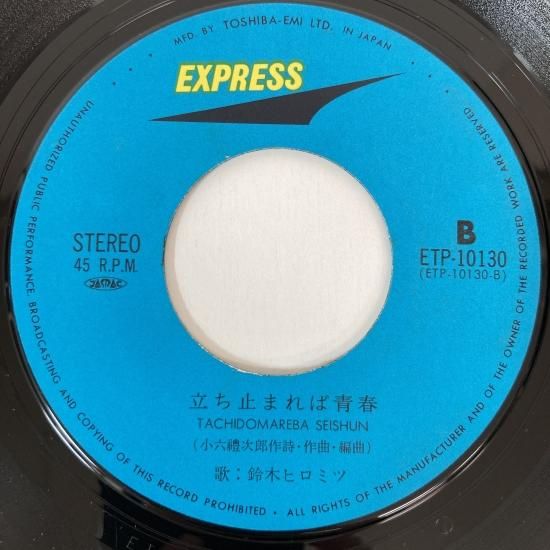 MFD. BY TOSHIBA-EMI LTD. IN JAPAN
EXPRESS
STEREO
45 R.P.M.
JASRAC
B
ETP-10130
(ETP-10130-B)
立ち止まれば青春
TACHIDOMAREBA SEISHUN
(小六禮次郎作詩・作曲・編曲)
歌:鈴木ヒロミツ
UNAUTHORIZED PUBLIC PERFORMANCE. BROADCASTING AND COPYING OF THIS RECORD PROHIBITED • ALL RIGHTS OF THE MANUFACTURER AND OF THE OWNER OF THE RECORDED WORK ARE RESERVED